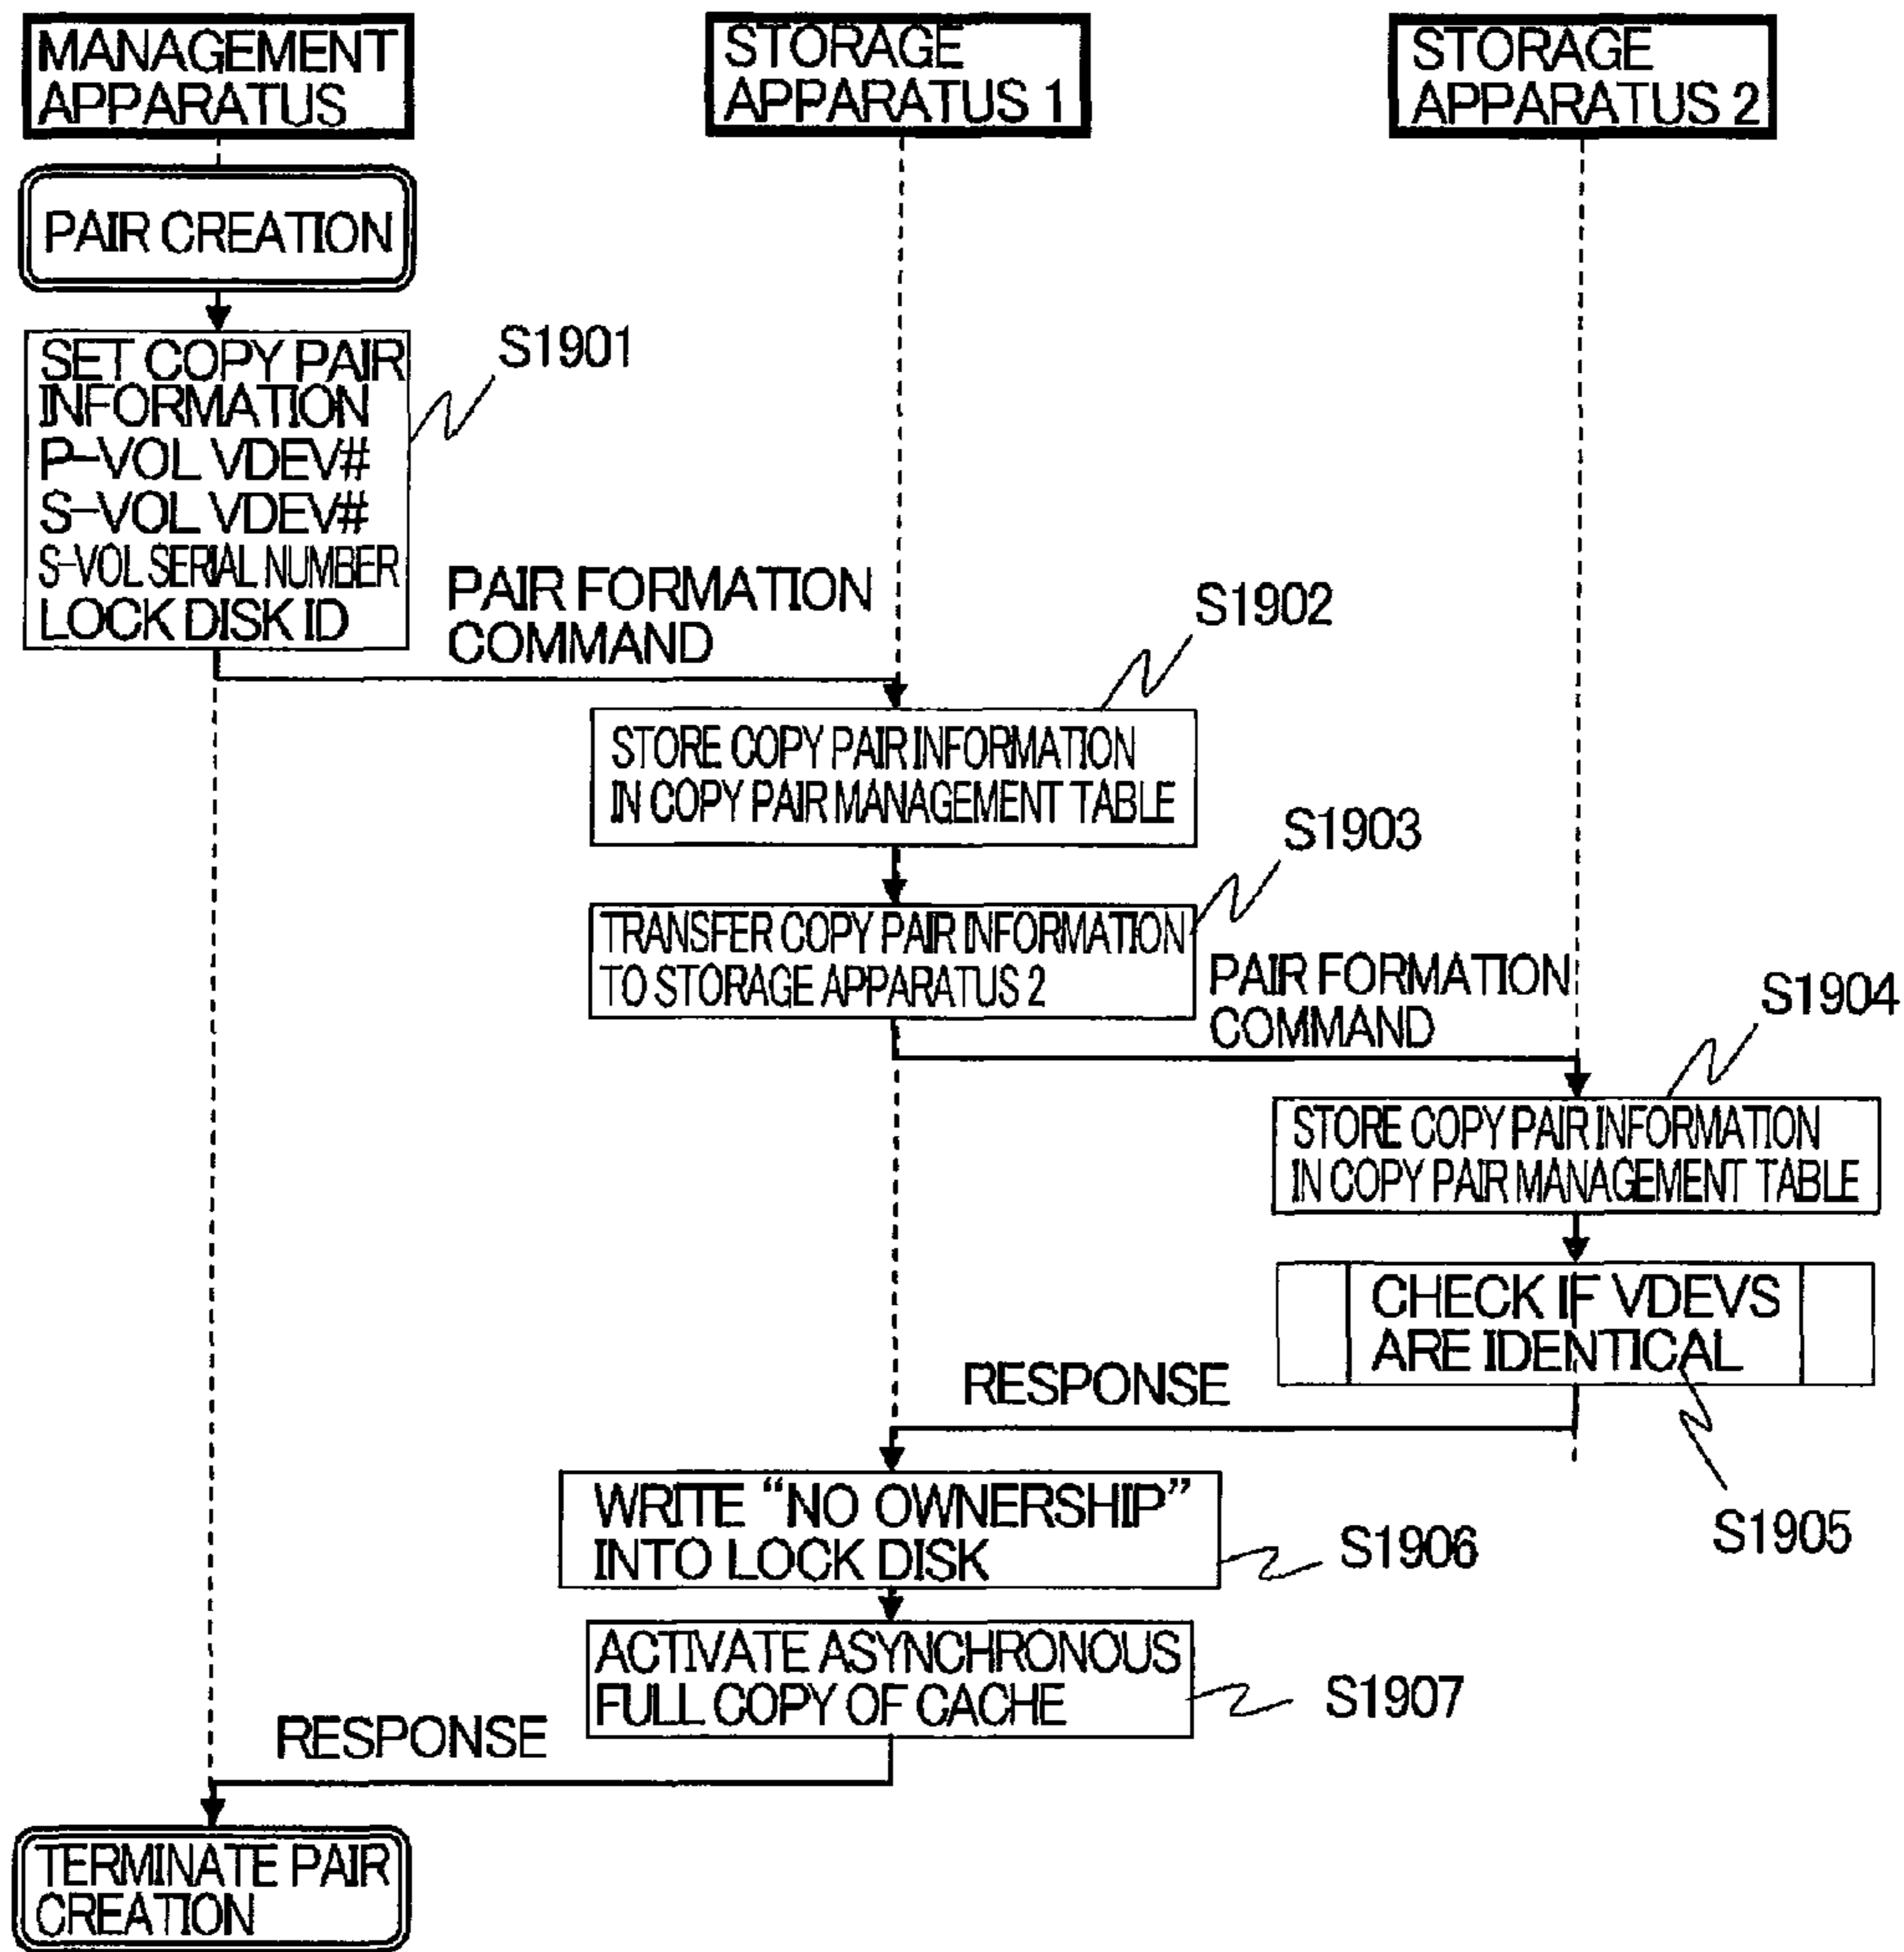 MANAGEMENT
APPARATUS
STORAGE
APPARATUS 1
STORAGE
APPARATUS 2
PAIR CREATION
SET COPY PAIR
INFORMATION
P-VOL VDEV#
S-VOL VDEV#
S-VOL SERIAL NUMBER
LOCK DISK ID
S1901
PAIR FORMATION
COMMAND
S1902
STORE COPY PAIR INFORMATION
IN COPY PAIR MANAGEMENT TABLE
S1903
TRANSFER COPY PAIR INFORMATION
TO STORAGE APPARATUS 2
PAIR FORMATION
COMMAND
S1904
STORE COPY PAIR INFORMATION
IN COPY PAIR MANAGEMENT TABLE
CHECK IF VDEVS
ARE IDENTICAL
RESPONSE
S1905
WRITE “NO OWNERSHIP”
INTO LOCK DISK
S1906
ACTIVATE ASYNCHRONOUS
FULL COPY OF CACHE
S1907
RESPONSE
TERMINATE PAIR
CREATION